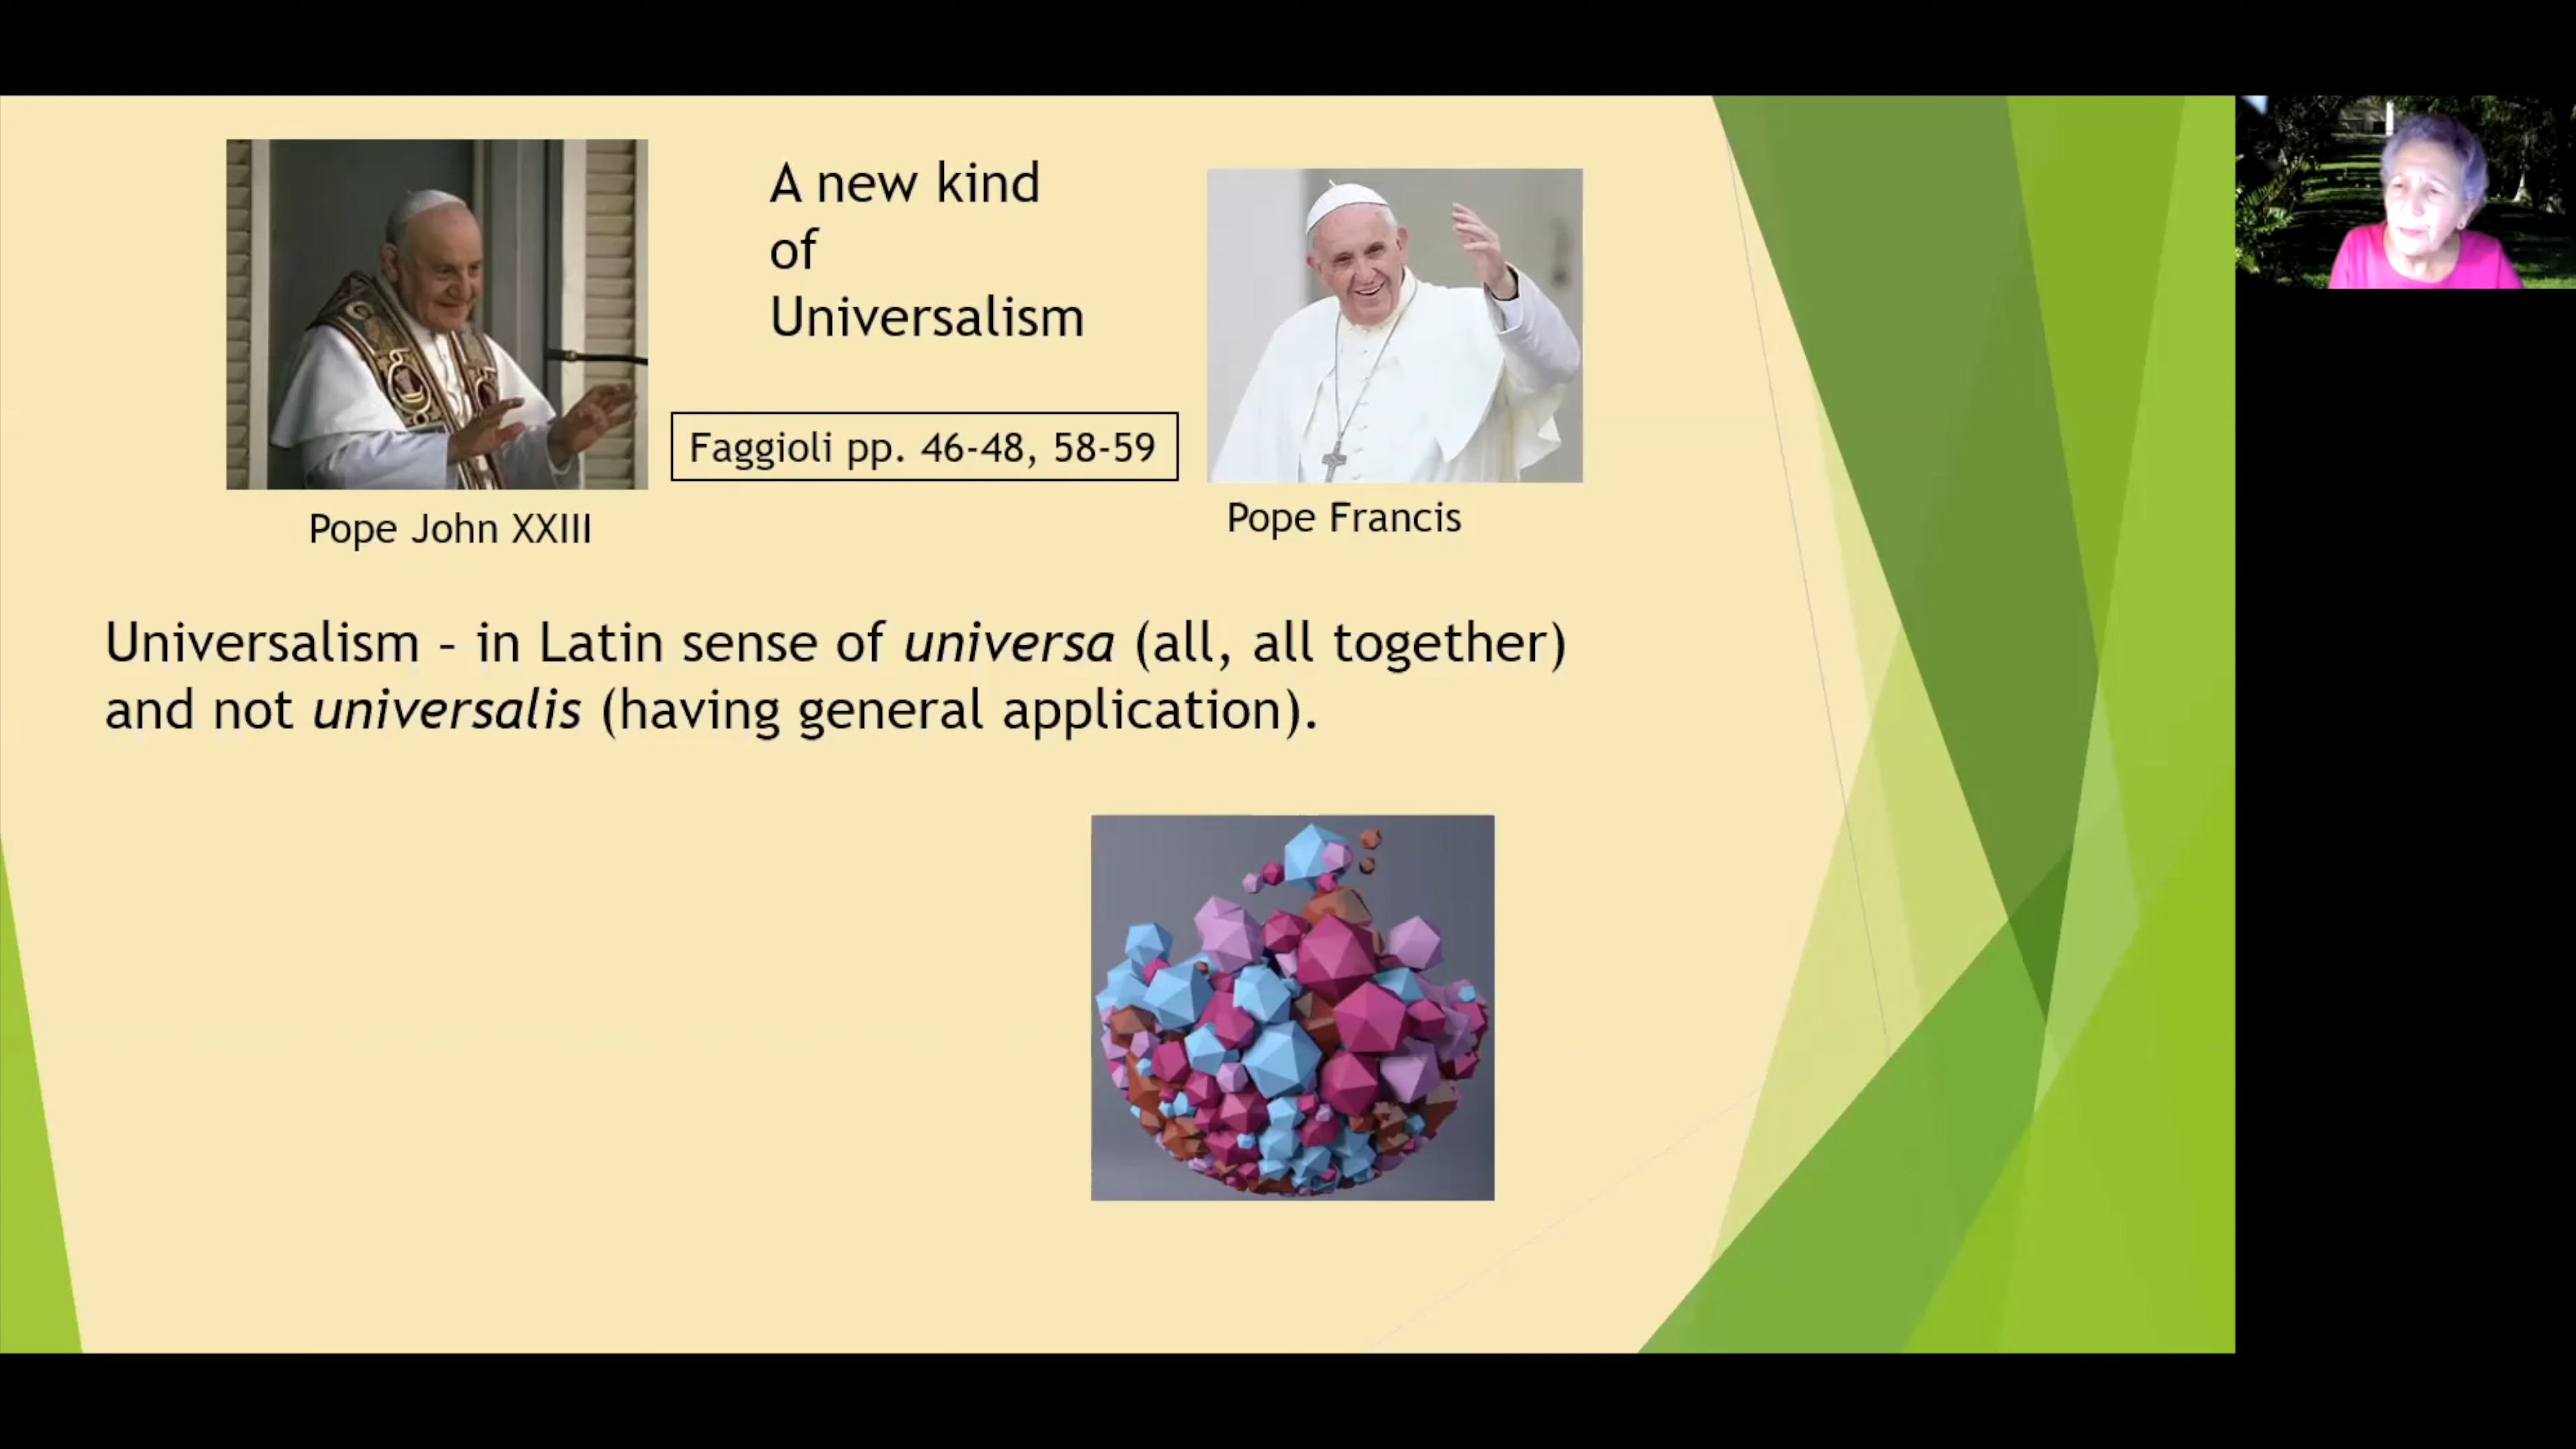 A new kind
of
Universalism
Faggioli pp. 46-48, 58-59
Pope John XXIII
Pope Francis
Universalism – in Latin sense of universa (all, all together)
and not universalis (having general application).